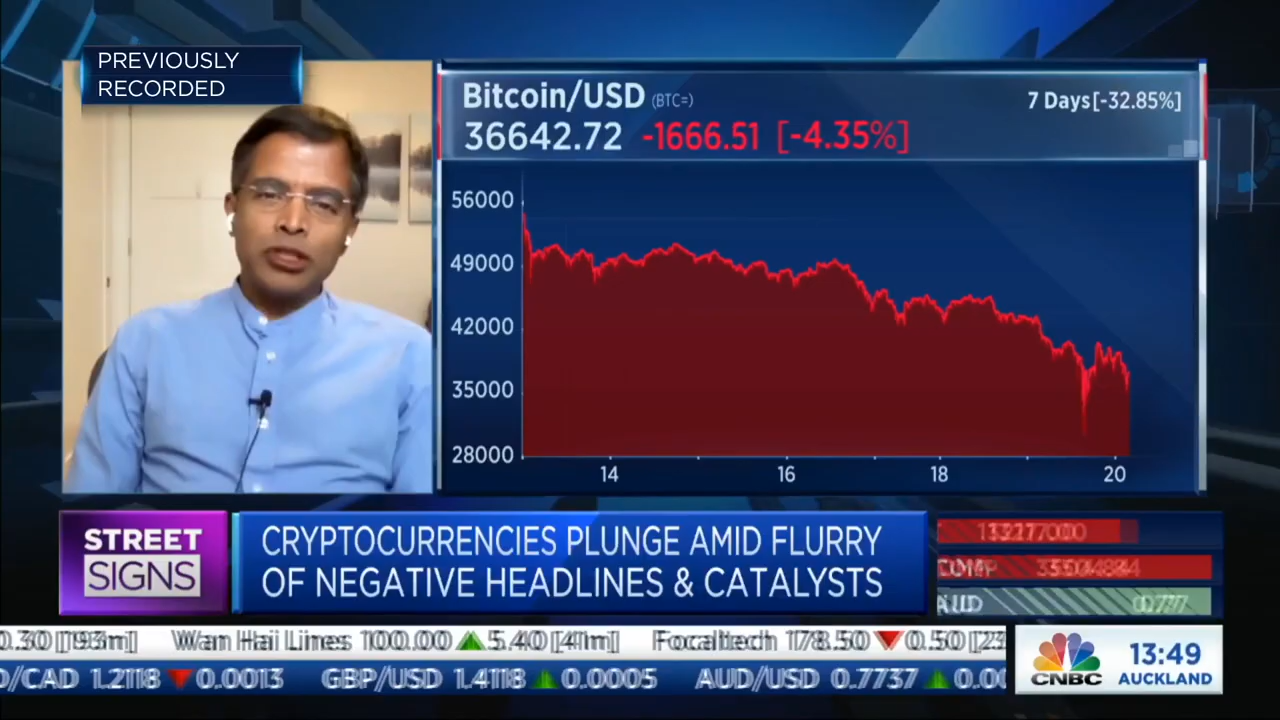 PREVIOUSLY
RECORDED
Bitcoin/USD (BTC=)
7 Days[-32.85%]
36642.72 -1666.51 [-4.35%]
56000
49000
42000
35000
28000
14 16 18 20
STREET
SIGNS
CRYPTOCURRENCIES PLUNGE AMID FLURRY
OF NEGATIVE HEADLINES & CATALYSTS
AUD
Wan Hai Lines 100.00 5.40 [41m] Focaltech 178.50 0.50
D/CAD 1.2118 0.0013 GBP/USD 1.4118 0.0005 AUD/USD 0.7737 0.00
CNBC
13:49
AUCKLAND